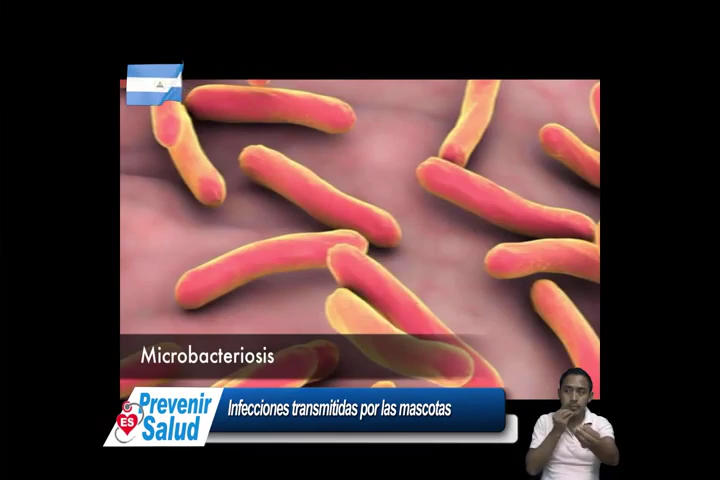 Microbacteriosis
Prevenir
ES
Salud
Infecciones transmitidas por las mascotas